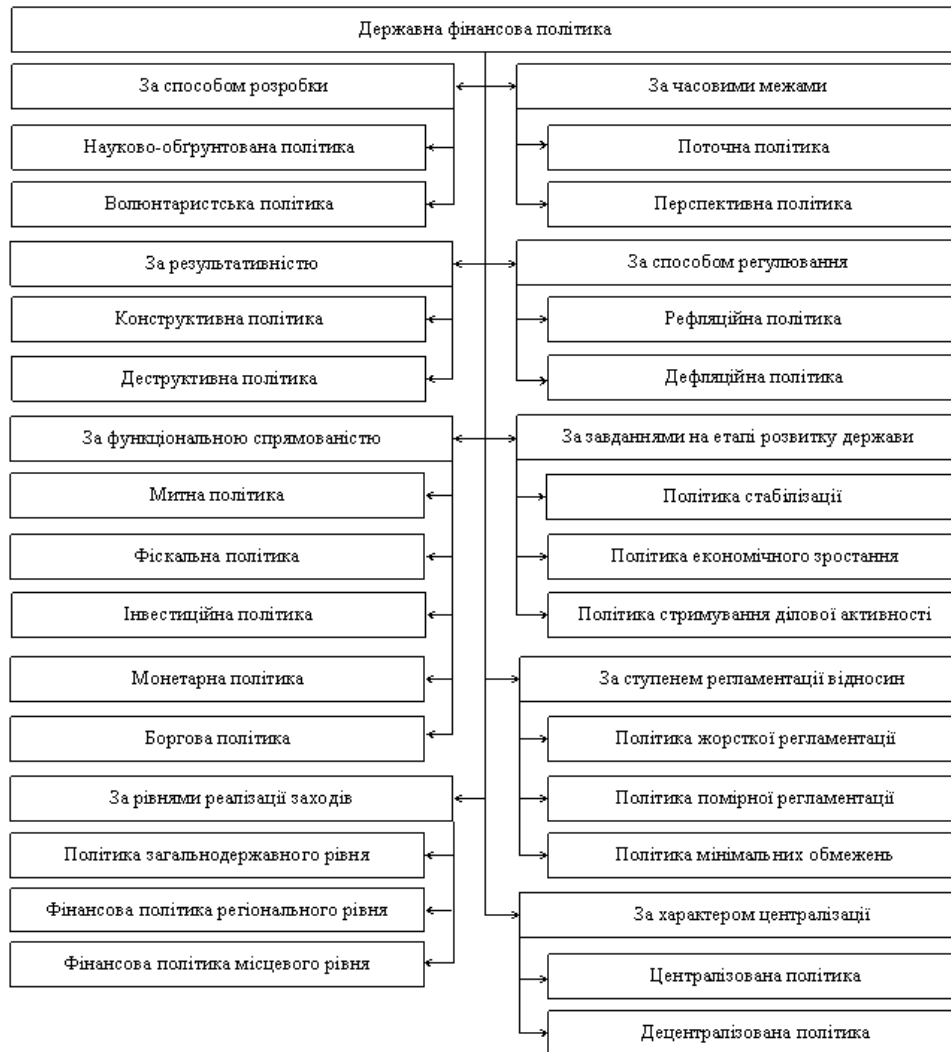 Державна фінансова політика
За способом розробки
Науково-обґрунтована політика
Волюнтаристська політика
За результативністю
Конструктивна політика
Деструктивна політика
За функціональною спрямованістю
Митна політика
Фіскальна політика
Інвестиційна політика
Монетарна політика
Боргова політика
За рівнями реалізації заходів
Політика загальнодержавного рівня
Фінансова політика регіонального рівня
Фінансова політика місцевого рівня
За часовими межами
Поточна політика
Перспективна політика
За способом регулювання
Рефляційна політика
Дефляційна політика
За завданнями на етапі розвитку держави
Політика стабілізації
Політика економічного зростання
Політика стримування ділової активності
За ступенем регламентації відносин
Політика жорсткої регламентації
Політика помірної регламентації
Політика мінімальних обмежень
За характером централізації
Централізована політика
Децентралізована політика